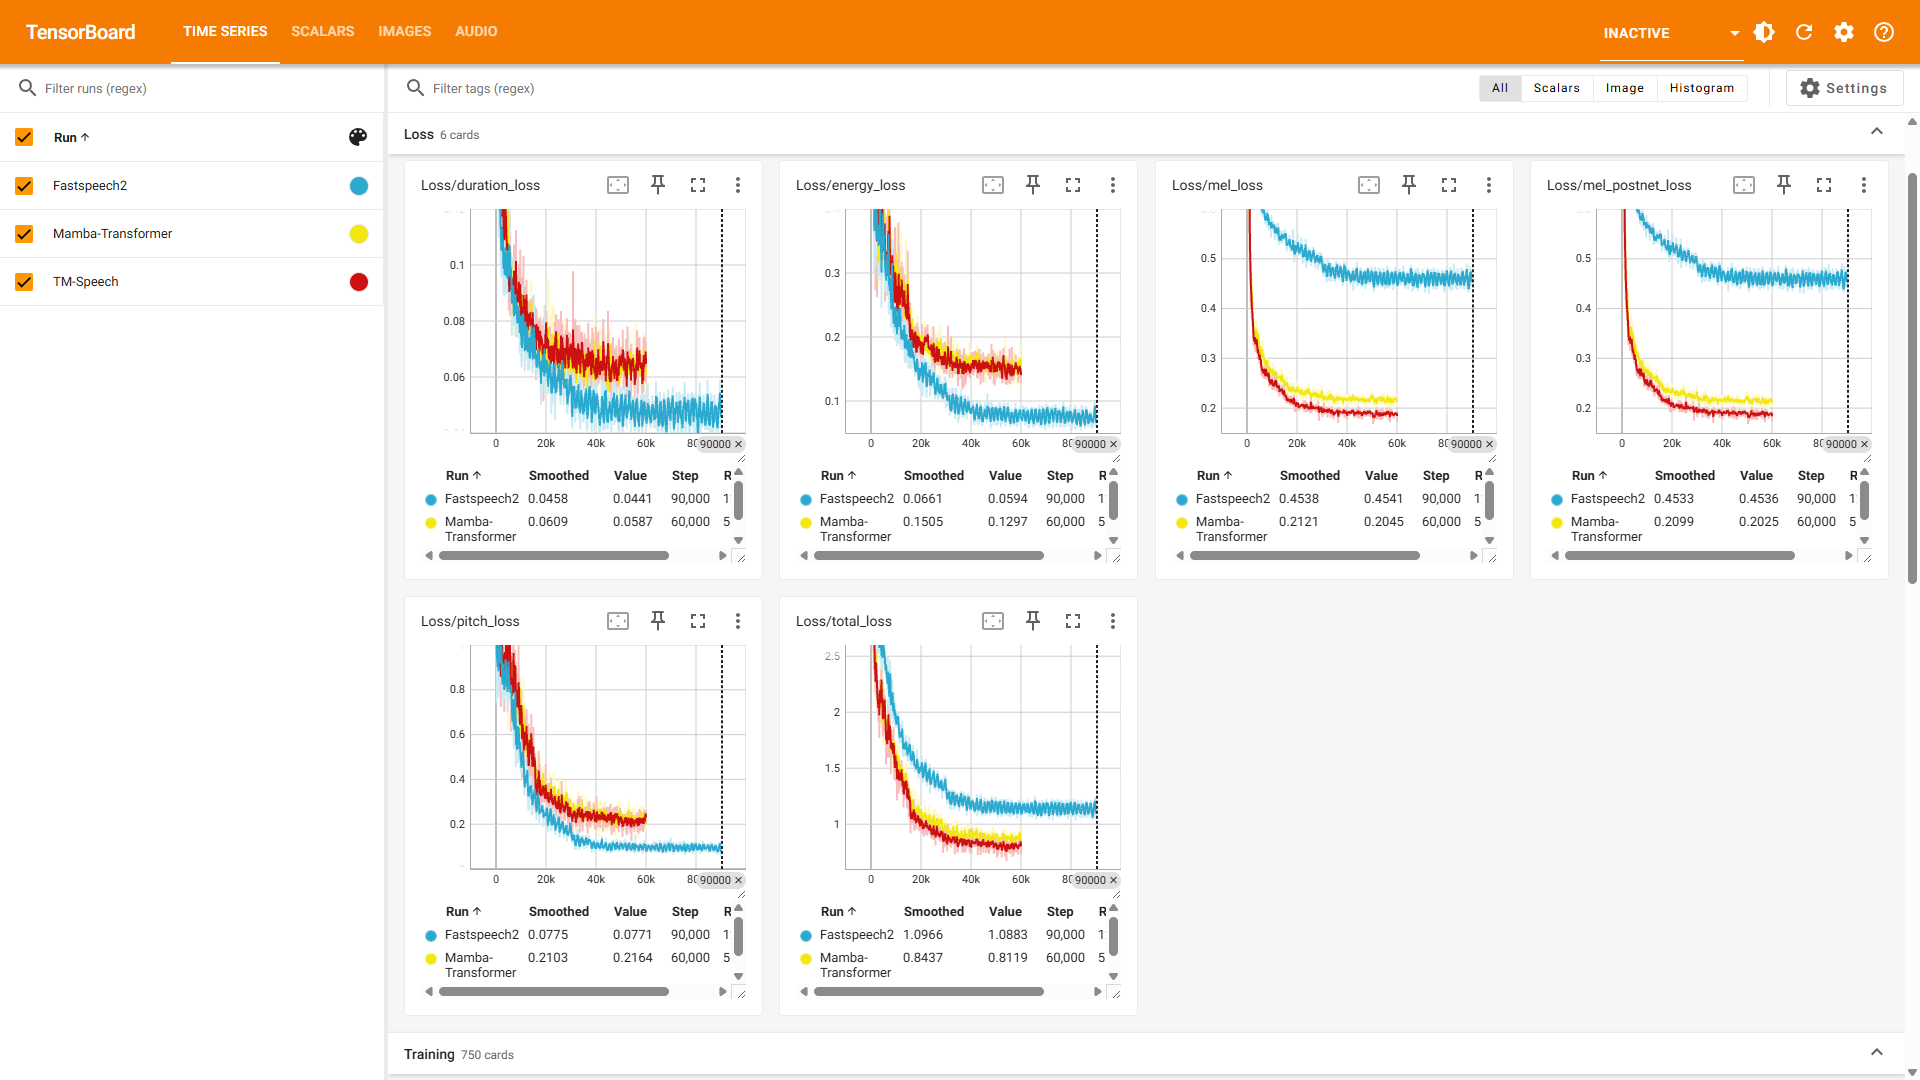 TensorBoard TIME SERIES SCALARS IMAGES AUDIO INACTIVE
Filter runs (regex)
Filter tags (regex) All Scalars Image Histogram Settings
Run ↑
Fastspeech2
Mamba-Transformer
TM-Speech
Loss 6 cards
Loss/duration_loss
0.1
0.08
0.06
0 20k 40k 60k 80 90000 ×
Run ↑ Smoothed Value Step R
Fastspeech2 0.0458 0.0441 90,000 1
Mamba- 0.0609 0.0587 60,000 5
Transformer
Loss/energy_loss
0.3
0.2
0.1
0 20k 40k 60k 80 90000 ×
Run ↑ Smoothed Value Step R
Fastspeech2 0.0661 0.0594 90,000 1
Mamba- 0.1505 0.1297 60,000 5
Transformer
Loss/mel_loss
0.5
0.4
0.3
0.2
0 20k 40k 60k 80 90000 ×
Run ↑ Smoothed Value Step R
Fastspeech2 0.4538 0.4541 90,000 1
Mamba- 0.2121 0.2045 60,000 5
Transformer
Loss/mel_postnet_loss
0.5
0.4
0.3
0.2
0 20k 40k 60k 8 90000 ×
Run ↑ Smoothed Value Step R
Fastspeech2 0.4533 0.4536 90,000 1
Mamba- 0.2099 0.2025 60,000 5
Transformer
Loss/pitch_loss
0.8
0.6
0.4
0.2
0 20k 40k 60k 80 90000 ×
Run ↑ Smoothed Value Step R
Fastspeech2 0.0775 0.0771 90,000 1
Mamba- 0.2103 0.2164 60,000 5
Transformer
Loss/total_loss
2.5
2
1.5
1
0 20k 40k 60k 80 90000 ×
Run ↑ Smoothed Value Step R
Fastspeech2 1.0966 1.0883 90,000 1
Mamba- 0.8437 0.8119 60,000 5
Transformer
Training 750 cards